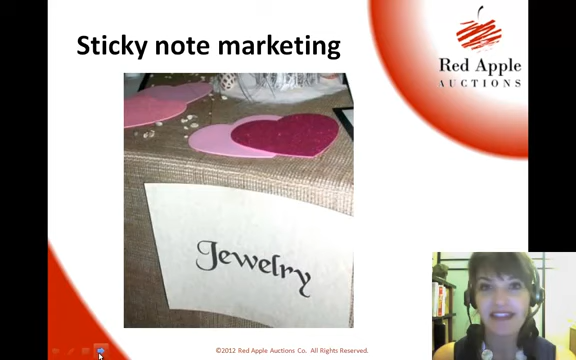 Sticky note marketing
Red Apple
AUCTIONS
Jewelry
©2012 Red Apple Auctions Co. All Rights Reserved.